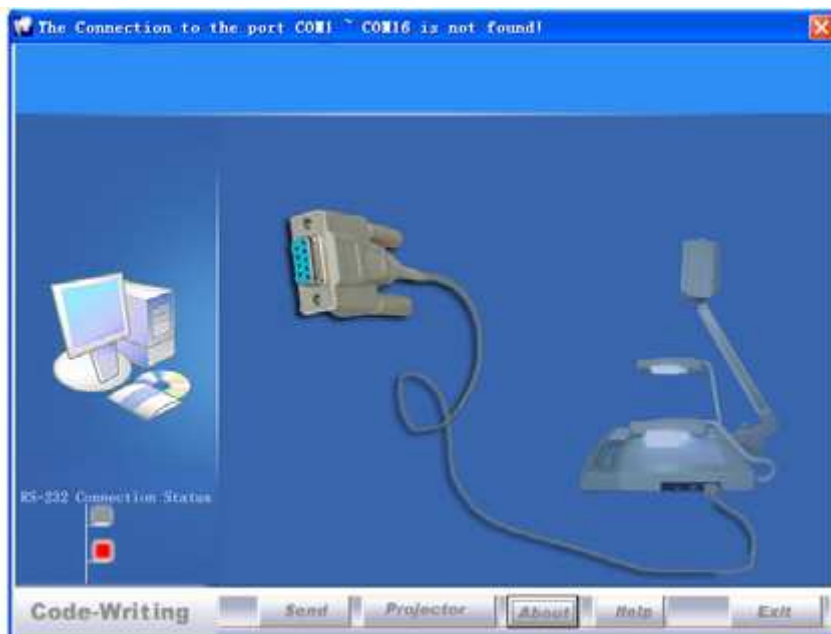 The Connection to the port COM1 ~ COM16 is not found!
RS-232 Connection Status
Code-Writing
Send
Projector
About
Help
Exit